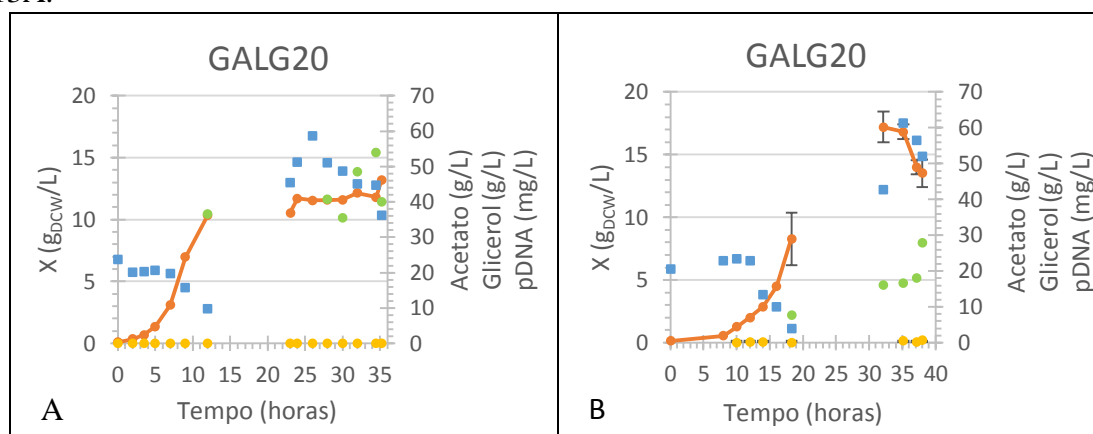 GALG20
20
15
10
5
0
X (gDCW/L)
70
60
50
40
30
20
10
0
Acetato (g/L)
Glicerol (g/L)
pDNA (mg/L)
0 5 10 15 20 25 30 35
A
Tempo (horas)
GALG20
20
15
10
5
0
X (gDCW/L)
70
60
50
40
30
20
10
0
Acetato (g/L)
Glicerol (g/L)
pDNA (mg/L)
0 5 10 15 20 25 30 35 40
B
Tempo (horas)